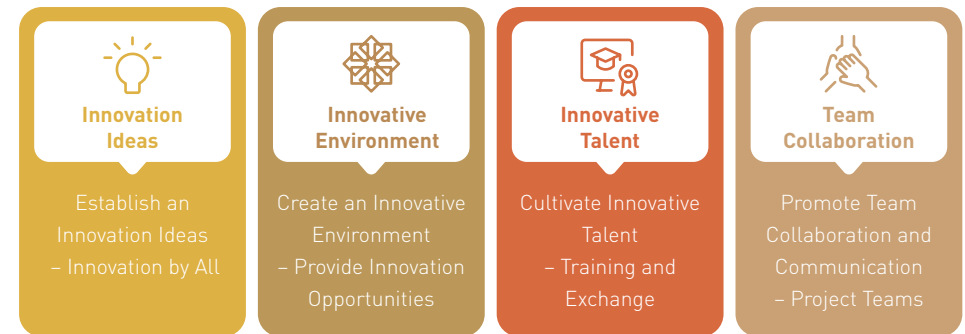 Innovation
Ideas
Establish an
Innovation Ideas
– Innovation by All
Innovative
Environment
Create an Innovative
Environment
– Provide Innovation
Opportunities
Innovative
Talent
Cultivate Innovative
Talent
– Training and
Exchange
Team
Collaboration
Promote Team
Collaboration and
Communication
– Project Teams